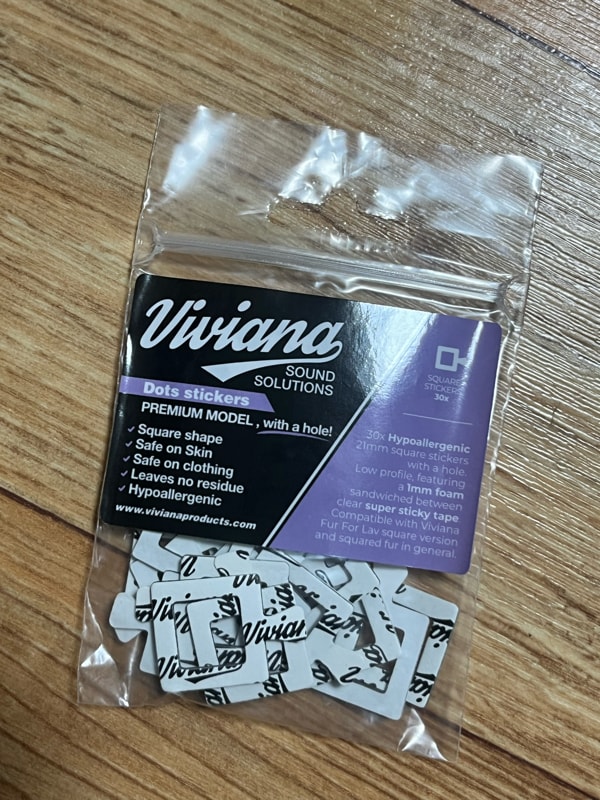 Viviana
SOUND
SOLUTIONS
Dots stickers
PREMIUM MODEL , with a hole!
✓ Square shape
✓ Safe on Skin
✓ Safe on clothing
✓ Leaves no residue
✓ Hypoallergenic
www.vivianaproducts.com
SQUARE
STICKERS
30x
30x Hypoallergenic
21mm square stickers
with a hole.
Low profile, featuring
a 1mm foam
sandwiched between
clear super sticky tape
Compatible with Viviana
Fur For Lav square version
and squared fur in general.
Viviana